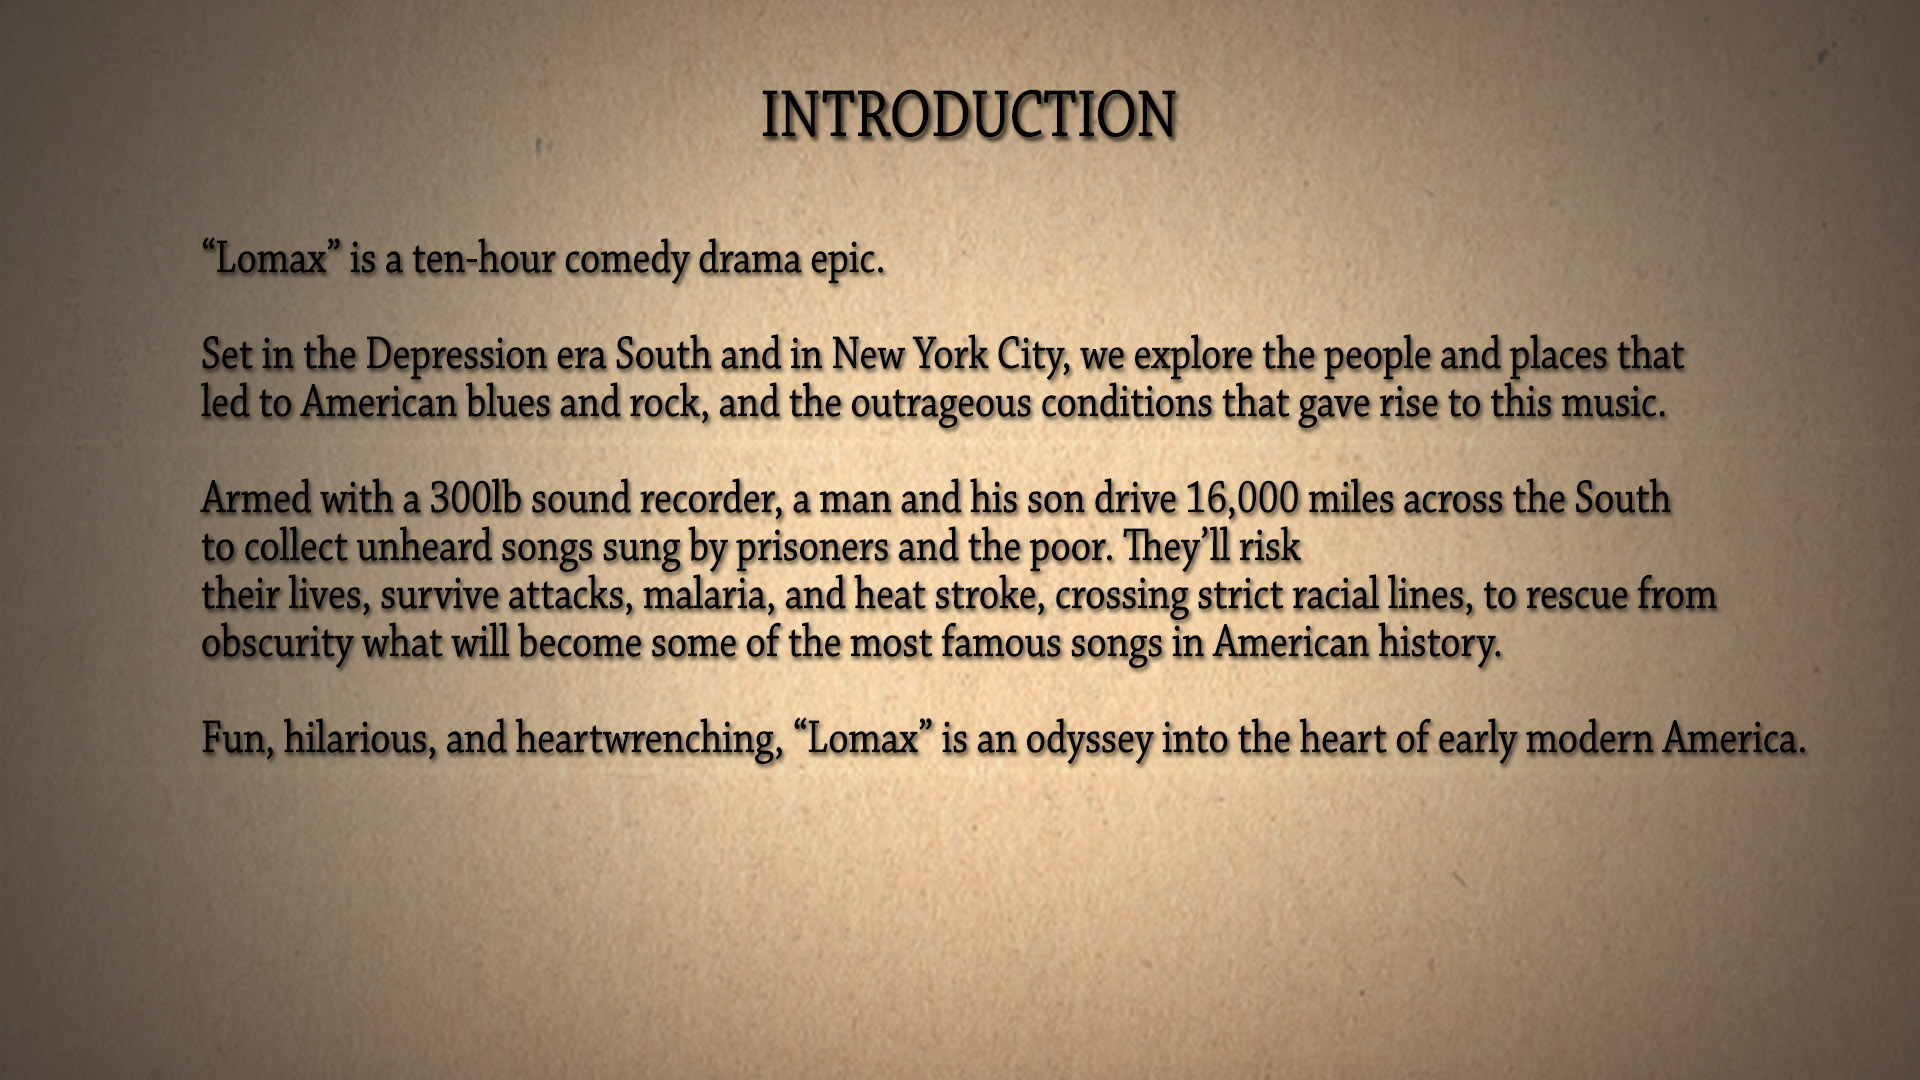 INTRODUCTION
“Lomax” is a ten-hour comedy drama epic.
Set in the Depression era South and in New York City, we explore the people and places that
led to American blues and rock, and the outrageous conditions that gave rise to this music.
Armed with a 300lb sound recorder, a man and his son drive 16,000 miles across the South
to collect unheard songs sung by prisoners and the poor. They’ll risk
their lives, survive attacks, malaria, and heat stroke, crossing strict racial lines, to rescue from
obscurity what will become some of the most famous songs in American history.
Fun, hilarious, and heartwrenching, “Lomax” is an odyssey into the heart of early modern America.